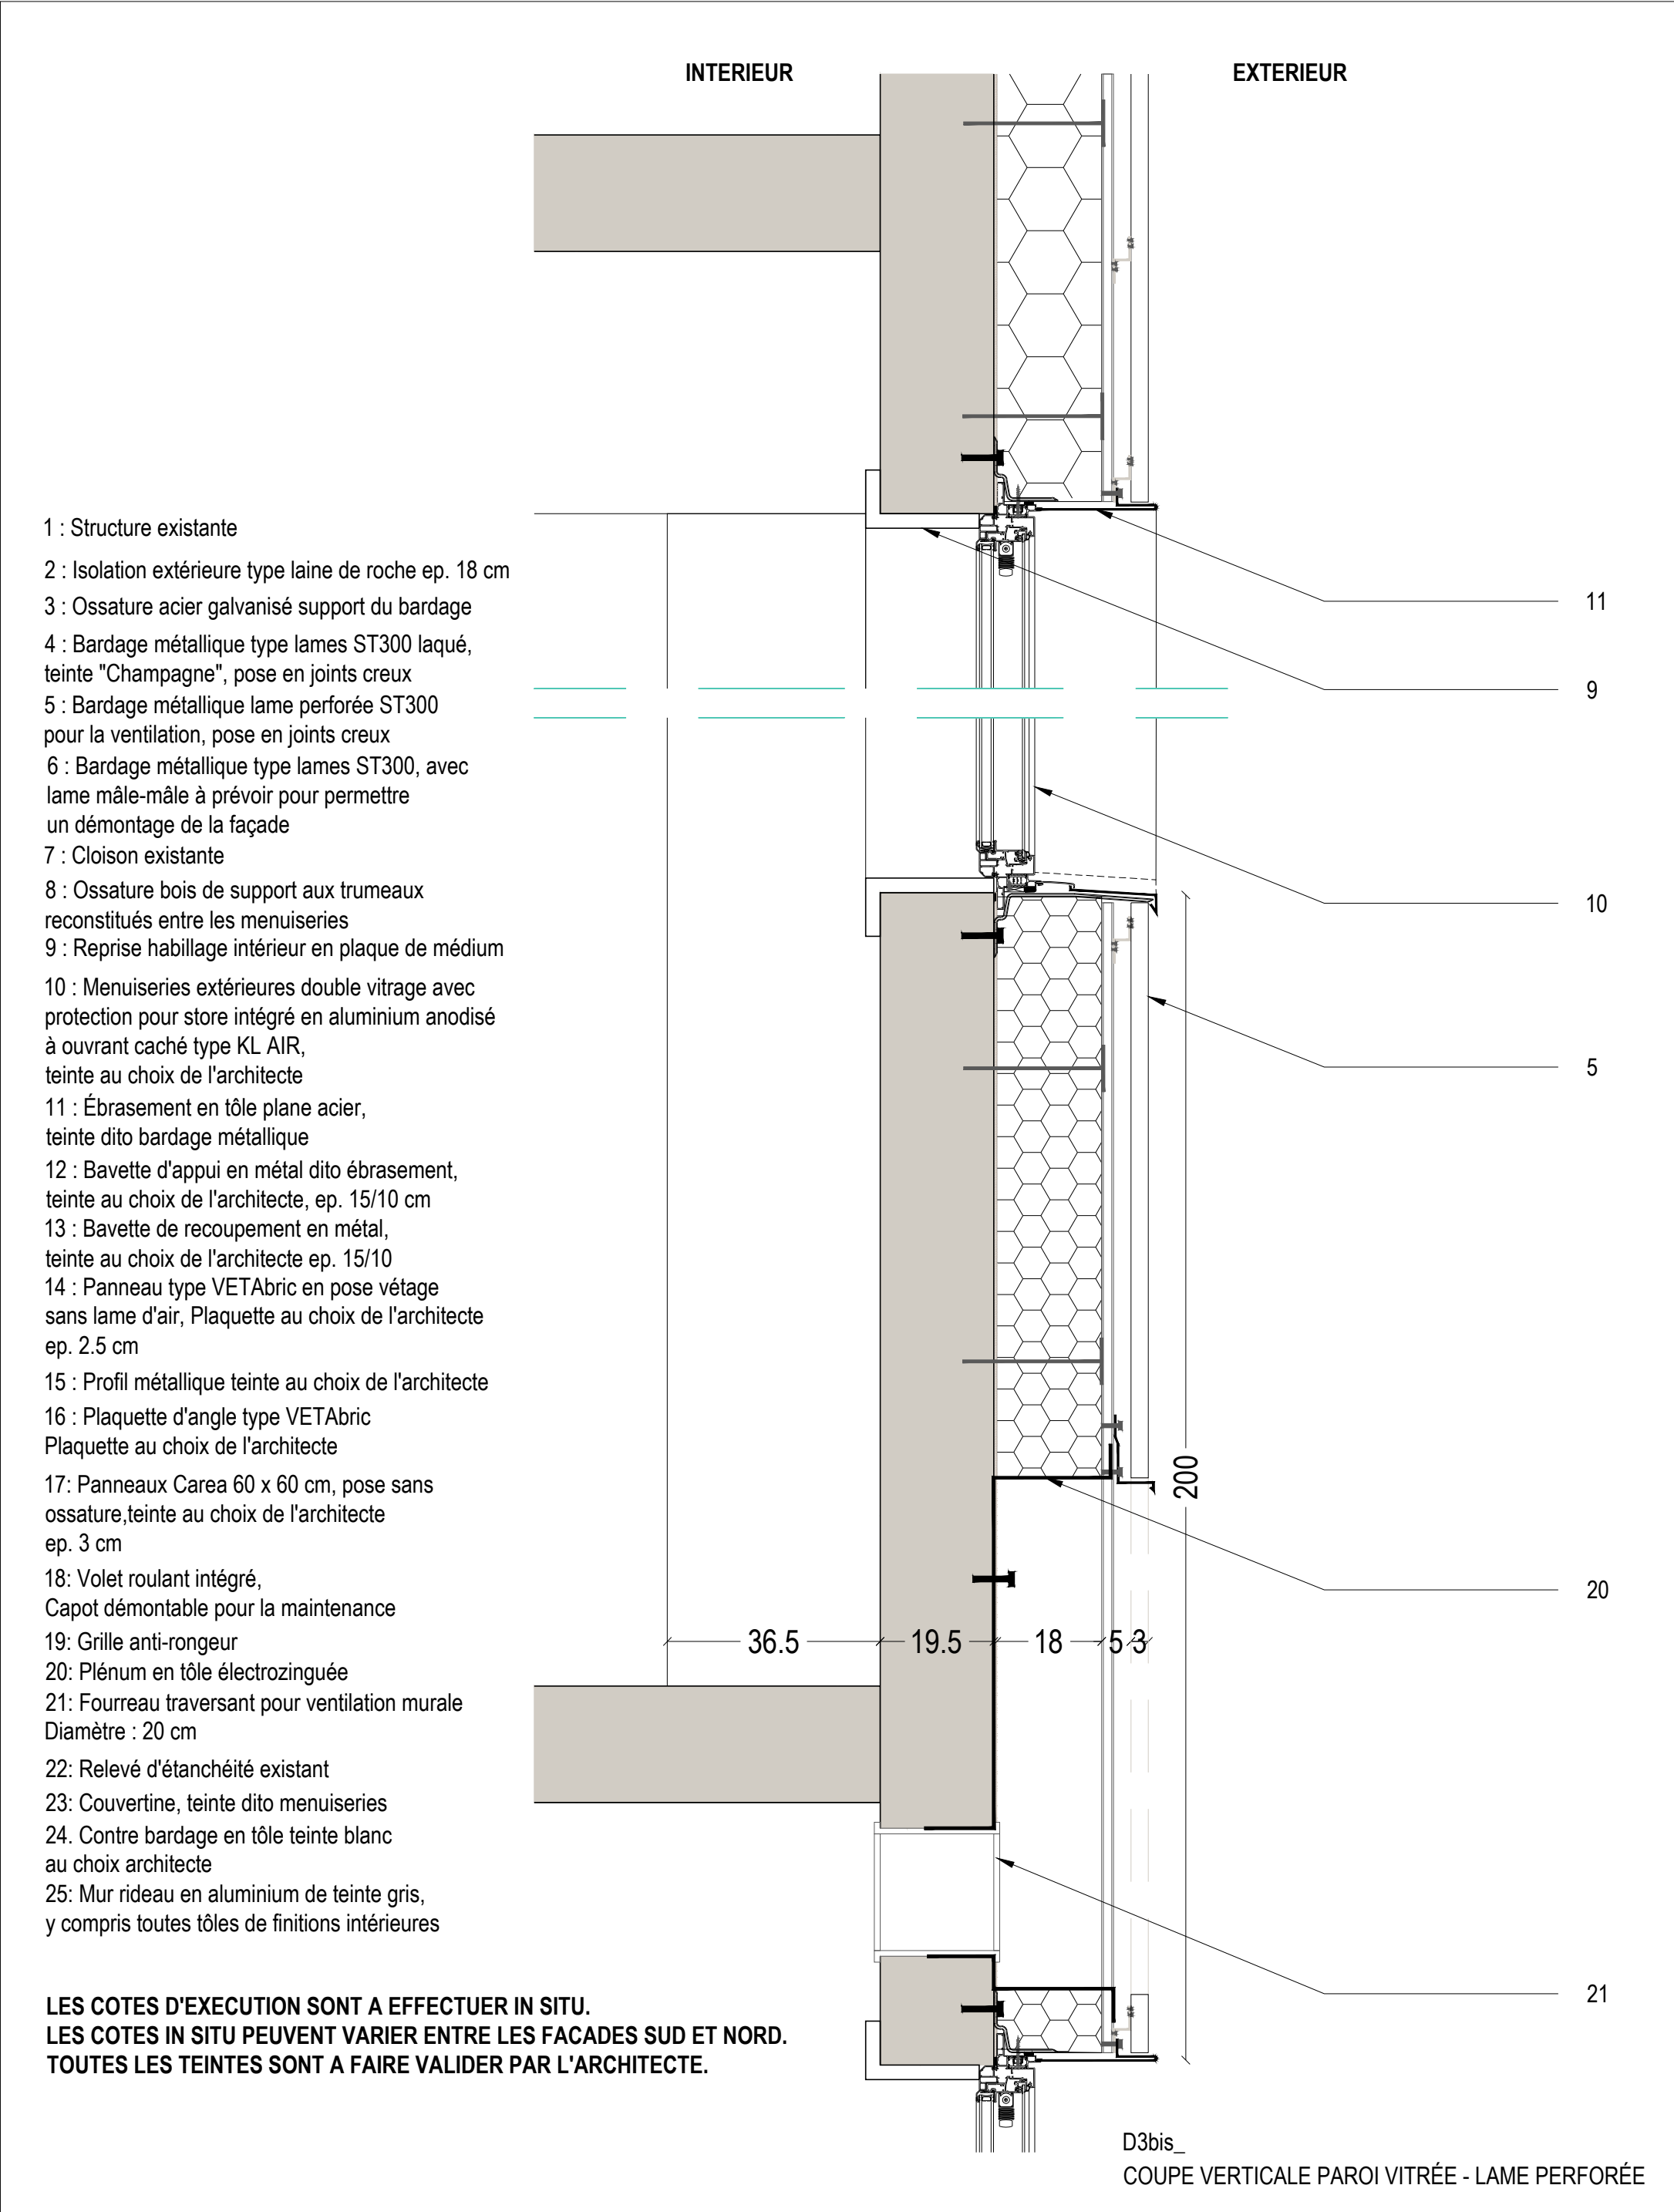 INTERIEUR
EXTERIEUR
1 : Structure existante
2 : Isolation extérieure type laine de roche ep. 18 cm
3 : Ossature acier galvanisé support du bardage
4 : Bardage métallique type lames ST300 laqué,
teinte "Champagne", pose en joints creux
5 : Bardage métallique lame perforée ST300
pour la ventilation, pose en joints creux
6 : Bardage métallique type lames ST300, avec
lame mâle-mâle à prévoir pour permettre
un démontage de la façade
7 : Cloison existante
8 : Ossature bois de support aux trumeaux
reconstitués entre les menuiseries
9 : Reprise habillage intérieur en plaque de médium
10 : Menuiseries extérieures double vitrage avec
protection pour store intégré en aluminium anodisé
à ouvrant caché type KL AIR,
teinte au choix de l'architecte
11 : Ébrasement en tôle plane acier,
teinte dito bardage métallique
12 : Bavette d'appui en métal dito ébrasement,
teinte au choix de l'architecte, ep. 15/10 cm
13 : Bavette de recoupement en métal,
teinte au choix de l'architecte ep. 15/10
14 : Panneau type VETAbric en pose vétage
sans lame d'air, Plaquette au choix de l'architecte
ep. 2.5 cm
15 : Profil métallique teinte au choix de l'architecte
16 : Plaquette d'angle type VETAbric
Plaquette au choix de l'architecte
17: Panneaux Carea 60 x 60 cm, pose sans
ossature,teinte au choix de l'architecte
ep. 3 cm
18: Volet roulant intégré,
Capot démontable pour la maintenance
19: Grille anti-rongeur
20: Plénum en tôle électrozinguée
21: Fourreau traversant pour ventilation murale
Diamètre : 20 cm
22: Relevé d'étanchéité existant
23: Couvertine, teinte dito menuiseries
24. Contre bardage en tôle teinte blanc
au choix architecte
25: Mur rideau en aluminium de teinte gris,
y compris toutes tôles de finitions intérieures
LES COTES D'EXECUTION SONT A EFFECTUER IN SITU.
LES COTES IN SITU PEUVENT VARIER ENTRE LES FACADES SUD ET NORD.
TOUTES LES TEINTES SONT A FAIRE VALIDER PAR L'ARCHITECTE.
11
9
10
5
200
20
36.5
19.5
18
5
3
21
D3bis_
COUPE VERTICALE PAROI VITRÉE - LAME PERFORÉE